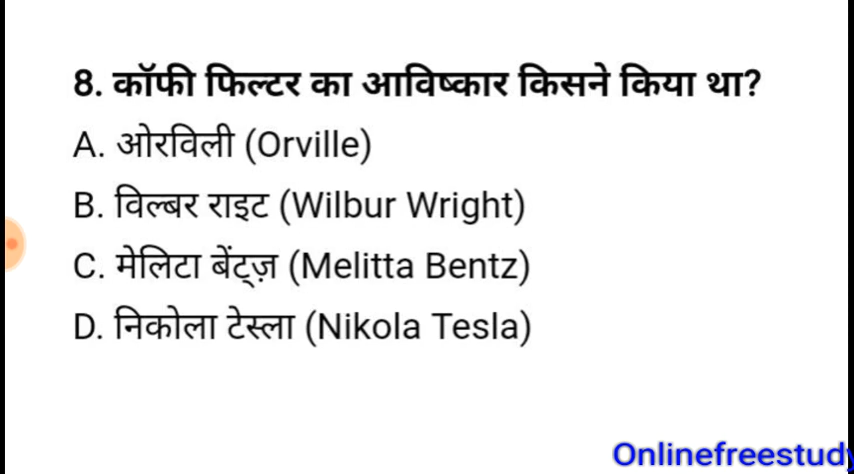 8. कॉफी फिल्टर का आविष्कार किसने किया था?
A. ओरविली (Orville)
B. विल्बर राइट (Wilbur Wright)
C. मेलिटा बेंट्ज़ (Melitta Bentz)
D. निकोला टेस्ला (Nikola Tesla)
Onlinefreestudy